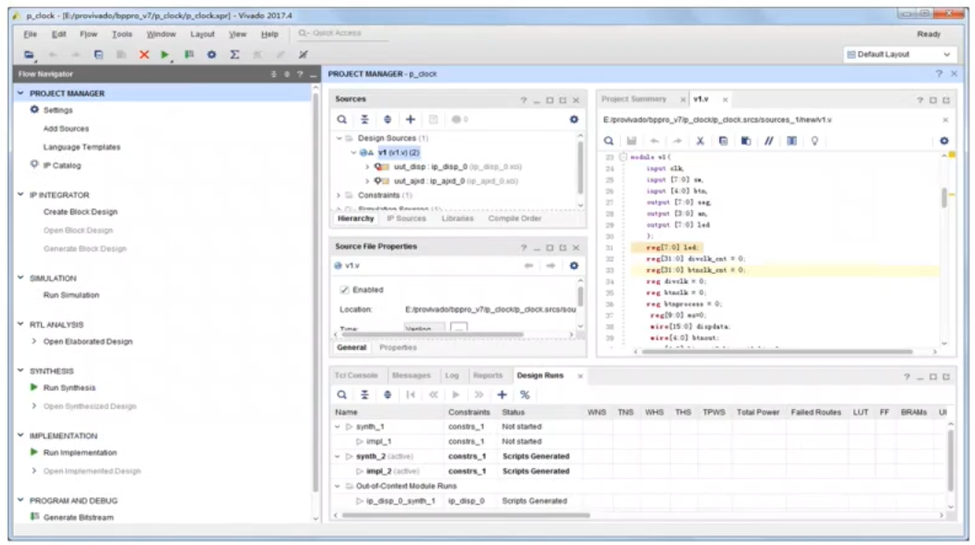 p_clock - [E:/provivado/bppro_v7/p_clock/p_clock.xpr] - Vivado 2017.4
File Edit Flow Tools Window Layout View Help Quick Access Ready
Default Layout
Flow Navigator
PROJECT MANAGER
Settings
Add Sources
Language Templates
IP Catalog
IP INTEGRATOR
Create Block Design
Open Block Design
Generate Block Design
SIMULATION
Run Simulation
RTL ANALYSIS
Open Elaborated Design
SYNTHESIS
Run Synthesis
Open Synthesized Design
IMPLEMENTATION
Run Implementation
Open Implemented Design
PROGRAM AND DEBUG
Generate Bitstream
PROJECT MANAGER - p_clock
Sources
Design Sources (1)
v1 (v1.v) (2)
uut_disp : ip_disp_0 (ip_disp_0.xci)
uut_ajxd : ip_ajxd_0 (ip_ajxd_0.xci)
Constraints (1)
Hierarchy IP Sources Libraries Compile Order
Source File Properties
v1.v
Enabled
Location: E:/provivado/bppro_v7/p_clock/p_clock.srcs/sou
Type: Verilog ...
General Properties
Project Summary v1.v
E:/provivado/bppro_v7/p_clock/p_clock.srcs/sources_1/new/v1.v
23 module v1(
24 input clk,
25 input [7:0] sw,
26 input [4:0] btn,
27 output [7:0] seg,
28 output [3:0] an,
29 output [7:0] led
30 );
31 reg[7:0] led;
32 reg[31:0] divclk_cnt = 0;
33 reg[31:0] btnclk_cnt = 0;
34 reg divclk = 0;
35 reg btnclk = 0;
36 reg btnprocess = 0;
37 reg[9:0] ms=0;
38 wire[15:0] dispdata;
39 wire[4:0] btnout;
Tcl Console Messages Log Reports Design Runs
Name Constraints Status WNS TNS WHS THS TPWS Total Power Failed Routes LUT FF BRAMs
synth_1 constrs_1 Not started
impl_1 constrs_1 Not started
synth_2 (active) constrs_1 Scripts Generated
impl_2 (active) constrs_1 Scripts Generated
Out-of-Context Module Runs
ip_disp_0_synth_1 ip_disp_0 Scripts Generated